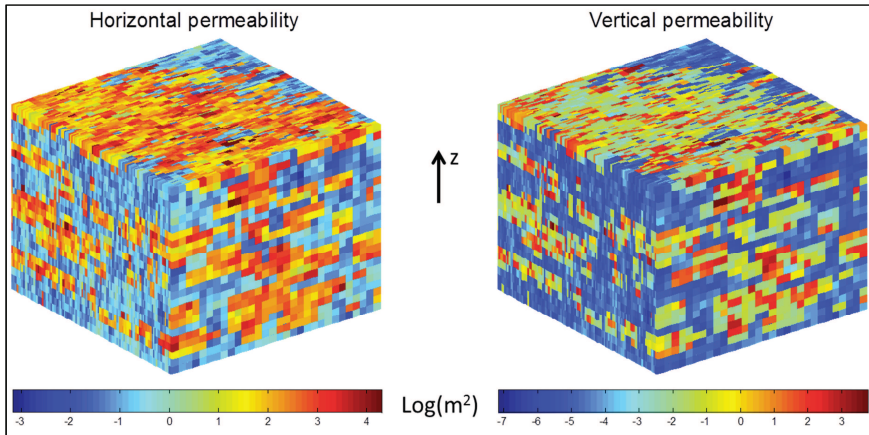 Horizontal permeability
Vertical permeability
z
-3 -2 -1 0 1 2 3 4
Log(m²)
-7 -6 -5 -4 -3 -2 -1 0 1 2 3